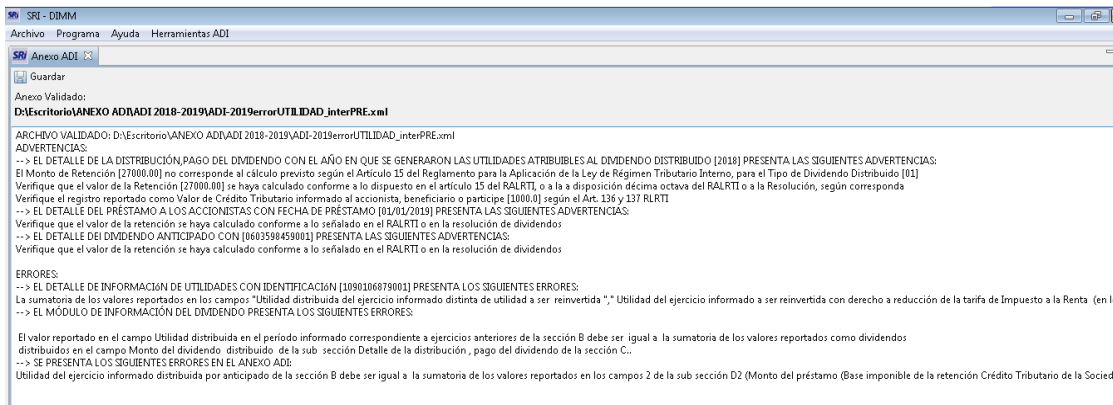 SRI - DIMM
Archivo Programa Ayuda Herramientas ADI
SRI Anexo ADI
Guardar
Anexo Validado:
D:\Escritorio\ANEXO ADI\ADI 2018-2019\ADI-2019errorUTILIDAD_interPRE.xml
ARCHIVO VALIDADO: D:\Escritorio\ANEXO ADI\ADI 2018-2019\ADI-2019errorUTILIDAD_interPRE.xml
ADVERTENCIAS:
--> EL DETALLE DE LA DISTRIBUCIÓN,PAGO DEL DIVIDENDO CON EL AÑO EN QUE SE GENERARON LAS UTILIDADES ATRIBUIBLES AL DIVIDENDO DISTRIBUIDO [2018] PRESENTA LAS SIGUIENTES ADVERTENCIAS:
El Monto de Retención [27000.00] no corresponde al cálculo previsto según el Artículo 15 del Reglamento para la Aplicación de la Ley de Régimen Tributario Interno, para el Tipo de Dividendo Distribuido [01]
Verifique que el valor de la Retención [27000.00] se haya calculado conforme a lo dispuesto en el artículo 15 del RALRTI, o a la a disposición décima octava del RALRTI o a la Resolución, según corresponda
Verifique el registro reportado como Valor de Crédito Tributario informado al accionista, beneficiario o participe [1000.0] según el Art. 136 y 137 RLRTI
--> EL DETALLE DEL PRÉSTAMO A LOS ACCIONISTAS CON FECHA DE PRÉSTAMO [01/01/2019] PRESENTA LAS SIGUIENTES ADVERTENCIAS:
Verifique que el valor de la retención se haya calculado conforme a lo señalado en el RALRTI o en la resolución de dividendos
--> EL DETALLE DEl DIVIDENDO ANTICIPADO CON [0603598459001] PRESENTA LAS SIGUIENTES ADVERTENCIAS:
Verifique que el valor de la retención se haya calculado conforme a lo señalado en el RALRTI o en la resolución de dividendos
ERRORES:
--> EL DETALLE DE INFORMACIóN DE UTILIDADES CON IDENTIFICACIóN [1090106879001] PRESENTA LOS SIGUIENTES ERRORES:
La sumatoria de los valores reportados en los campos "Utilidad distribuida del ejercicio informado distinta de utilidad a ser reinvertida "," Utilidad del ejercicio informado a ser reinvertida con derecho a reducción de la tarifa de Impuesto a la Renta (en l
--> EL MÓDULO DE INFORMACIÓN DEL DIVIDENDO PRESENTA LOS SIGUIENTES ERRORES:
El valor reportado en el campo Utilidad distribuida en el período informado correspondiente a ejercicios anteriores de la sección B debe ser igual a la sumatoria de los valores reportados como dividendos
distribuidos en el campo Monto del dividendo distribuido de la sub sección Detalle de la distribución , pago del dividendo de la sección C..
--> SE PRESENTA LOS SIGUIENTES ERRORES EN EL ANEXO ADI:
Utilidad del ejercicio informado distribuida por anticipado de la sección B debe ser igual a la sumatoria de los valores reportados en los campos 2 de la sub sección D2 (Monto del préstamo (Base imponible de la retención Crédito Tributario de la Socied